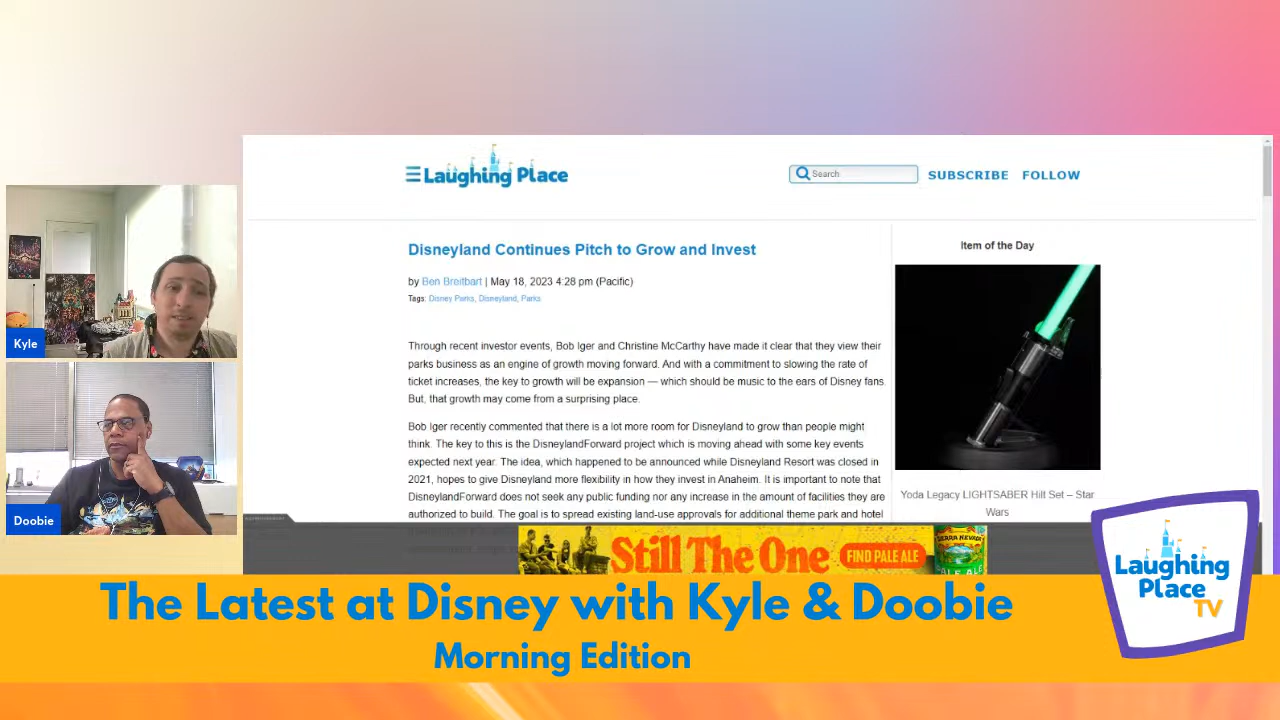 Laughing Place
Search
SUBSCRIBE FOLLOW
Disneyland Continues Pitch to Grow and Invest
by Ben Breitbart | May 18, 2023 4:28 pm (Pacific)
Tags: Disney Parks, Disneyland, Parks
Through recent investor events, Bob Iger and Christine McCarthy have made it clear that they view their
parks business as an engine of growth moving forward. And with a commitment to slowing the rate of
ticket increases, the key to growth will be expansion — which should be music to the ears of Disney fans
But, that growth may come from a surprising place.
Bob Iger recently commented that there is a lot more room for Disneyland to grow than people might
think. The key to this is the DisneylandForward project which is moving ahead with some key events
expected next year. The idea, which happened to be announced while Disneyland Resort was closed in
2021, hopes to give Disneyland more flexibility in how they invest in Anaheim. It is important to note that
DisneylandForward does not seek any public funding nor any increase in the amount of facilities they are
authorized to build. The goal is to spread existing land-use approvals for additional theme park and hotel
Item of the Day
Yoda Legacy LIGHTSABER Hilt Set – Star
Wars
Kyle
Doobie
Still The One
FIND PALE ALE
SIERRA NEVADA
PALE ALE
The Latest at Disney with Kyle & Doobie
Morning Edition
Laughing
Place
TV